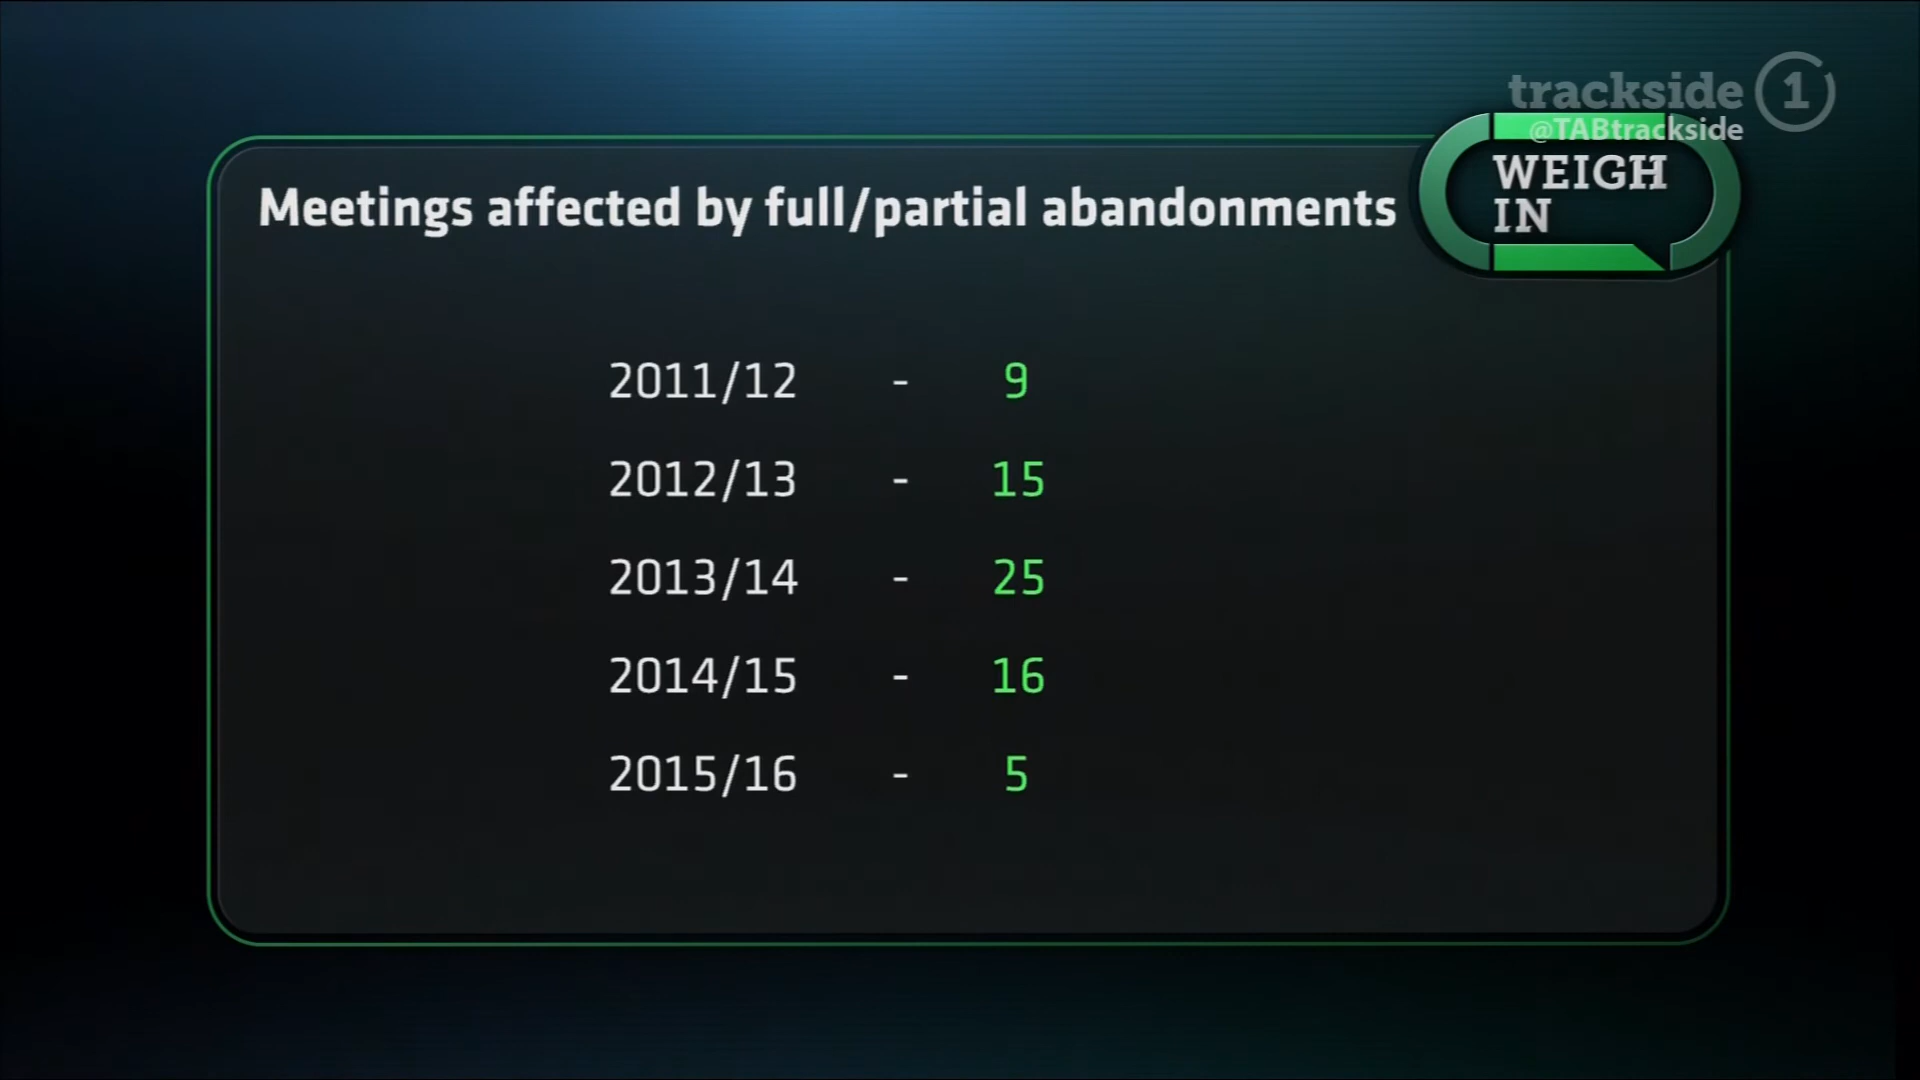 trackside 1
@TABtrackside
WEIGH
IN
Meetings affected by full/partial abandonments
2011/12 - 9
2012/13 - 15
2013/14 - 25
2014/15 - 16
2015/16 - 5